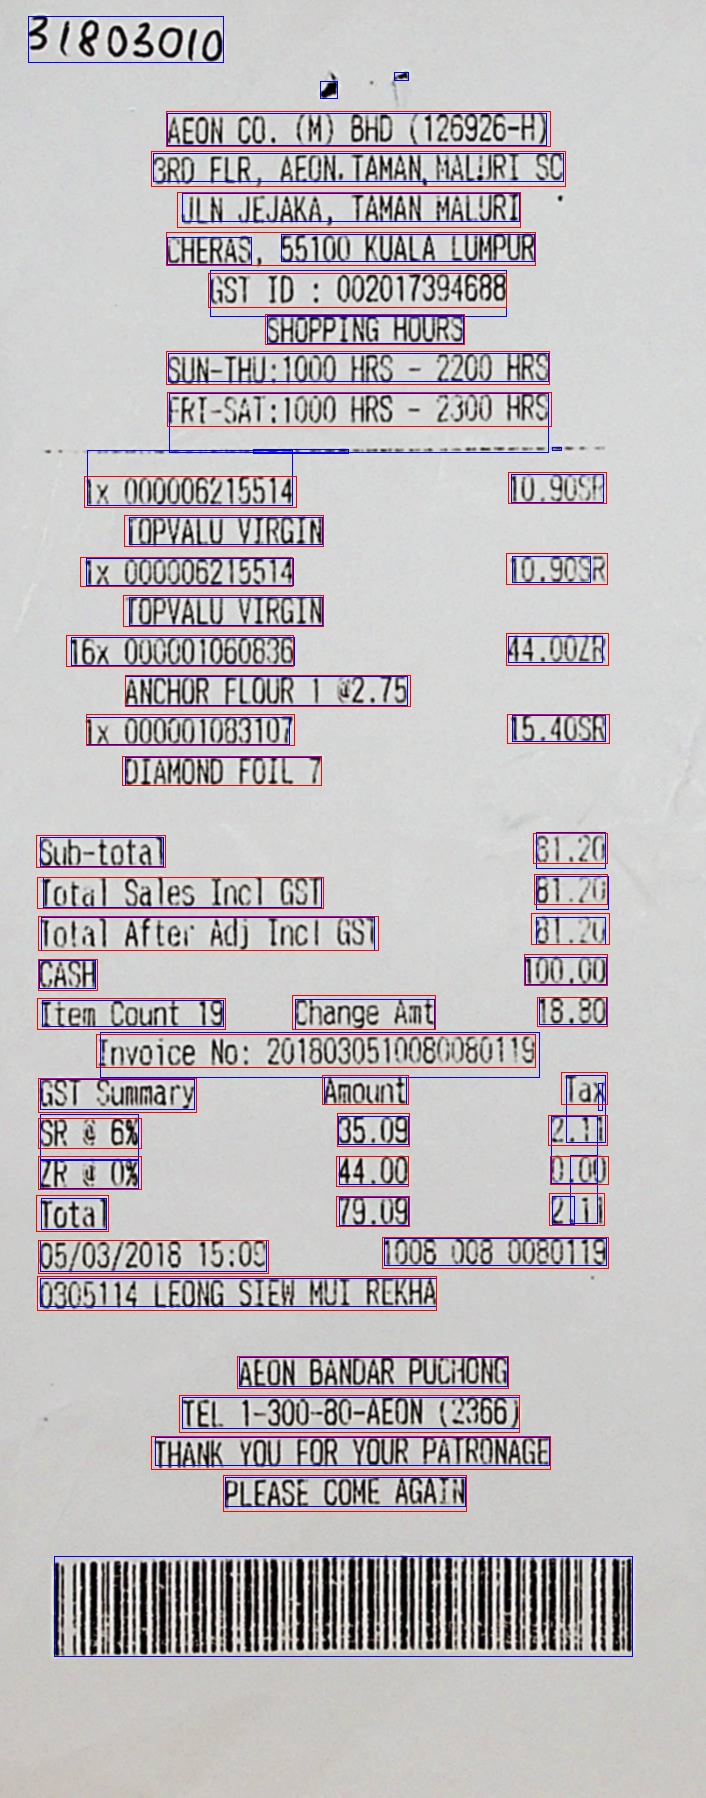 31803010
AEON CO. (M) BHD (126926-H)
3RD FLR, AEON.TAMAN MALURI SC
JLN JEJAKA, TAMAN MALURI
CHERAS, 55100 KUALA LUMPUR
GST ID : 002017394688
SHOPPING HOURS
SUN-THU:1000 HRS - 2200 HRS
FRI-SAT:1000 HRS - 2300 HRS
1x 000006215514 10.90SR
TOPVALU VIRGIN
1x 000006215514 10.90SR
TOPVALU VIRGIN
16x 000001060836 44.00ZR
ANCHOR FLOUR 1 @2.75
1x 000001083107 15.40SR
DIAMOND FOIL 7
Sub-total 81.20
Total Sales Incl GST 81.20
Total After Adj Incl GST 81.20
CASH 100.00
Item Count 19 Change Amt 18.80
Invoice No: 2018030510080080119
GST Summary Amount Tax
SR @ 6% 35.09 2.11
ZR @ 0% 44.00 0.00
Total 79.09 2.11
05/03/2018 15:09 1008 008 0080119
0305114 LEONG SIEW MUI REKHA
AEON BANDAR PUCHONG
TEL 1-300-80-AEON (2366)
THANK YOU FOR YOUR PATRONAGE
PLEASE COME AGAIN